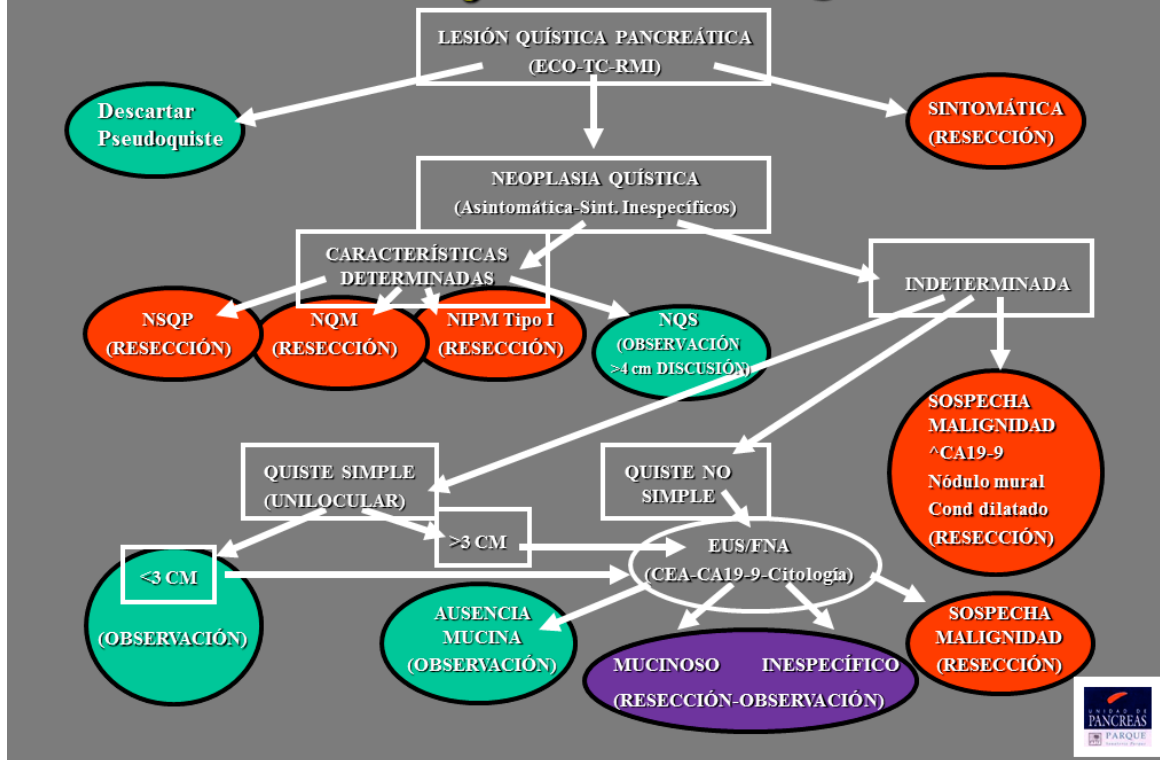 LESIÓN QUÍSTICA PANCREÁTICA
(ECO-TC-RMI)
Descartar
Pseudoquiste
SINTOMÁTICA
(RESECCIÓN)
NEOPLASIA QUÍSTICA
(Asintomática-Sint. Inespecíficos)
CARACTERÍSTICAS
DETERMINADAS
INDETERMINADA
NSQP
(RESECCIÓN)
NQM
(RESECCIÓN)
NIPM Tipo I
(RESECCIÓN)
NQS
(OBSERVACIÓN
>4 cm DISCUSIÓN)
SOSPECHA
MALIGNIDAD
^CA19-9
Nódulo mural
Cond dilatado
(RESECCIÓN)
QUISTE SIMPLE
(UNILOCULAR)
QUISTE NO
SIMPLE
>3 CM
<3 CM
(OBSERVACIÓN)
EUS/FNA
(CEA-CA19-9-Citología)
AUSENCIA
MUCINA
(OBSERVACIÓN)
MUCINOSO INESPECÍFICO
(RESECCIÓN-OBSERVACIÓN)
SOSPECHA
MALIGNIDAD
(RESECCIÓN)
UNIDAD DE
PANCREAS
PARQUE